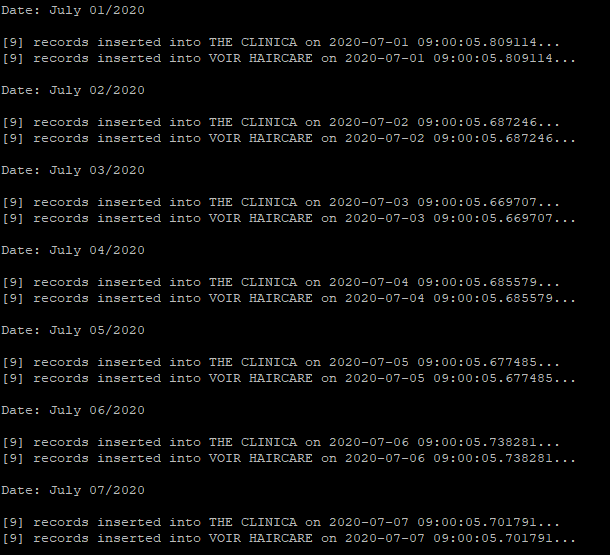 Date: July 01/2020
[9] records inserted into THE CLINICA on 2020-07-01 09:00:05.809114...
[9] records inserted into VOIR HAIRCARE on 2020-07-01 09:00:05.809114...
Date: July 02/2020
[9] records inserted into THE CLINICA on 2020-07-02 09:00:05.687246...
[9] records inserted into VOIR HAIRCARE on 2020-07-02 09:00:05.687246...
Date: July 03/2020
[9] records inserted into THE CLINICA on 2020-07-03 09:00:05.669707...
[9] records inserted into VOIR HAIRCARE on 2020-07-03 09:00:05.669707...
Date: July 04/2020
[9] records inserted into THE CLINICA on 2020-07-04 09:00:05.685579...
[9] records inserted into VOIR HAIRCARE on 2020-07-04 09:00:05.685579...
Date: July 05/2020
[9] records inserted into THE CLINICA on 2020-07-05 09:00:05.677485...
[9] records inserted into VOIR HAIRCARE on 2020-07-05 09:00:05.677485...
Date: July 06/2020
[9] records inserted into THE CLINICA on 2020-07-06 09:00:05.738281...
[9] records inserted into VOIR HAIRCARE on 2020-07-06 09:00:05.738281...
Date: July 07/2020
[9] records inserted into THE CLINICA on 2020-07-07 09:00:05.701791...
[9] records inserted into VOIR HAIRCARE on 2020-07-07 09:00:05.701791...